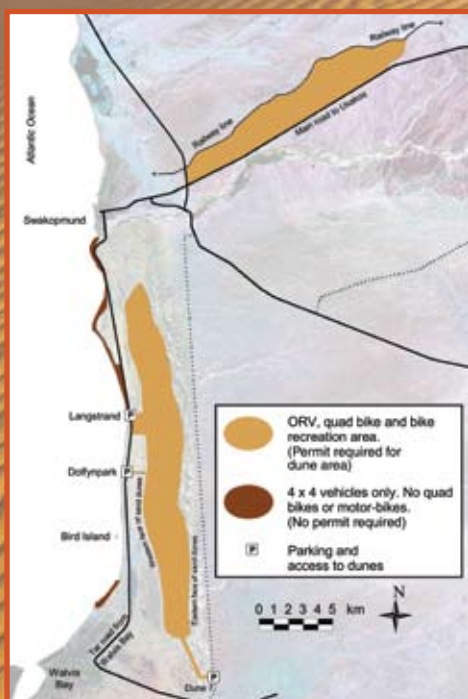 Railway line
Railway line
Main road to Usakos
Atlantic Ocean
Swakopmund
Langstrand
P
Dolfynpark
P
Western face of sand dunes
Eastern face of sand dunes
Bird Island
Tar road from
Walvis Bay
Walvis
Bay
Dune 7
P
ORV, quad bike and bike
recreation area.
(Permit required for
dune area)
4 x 4 vehicles only. No quad
bikes or motor-bikes.
(No permit required)
P
Parking and
access to dunes
0 1 2 3 4 5 km
N